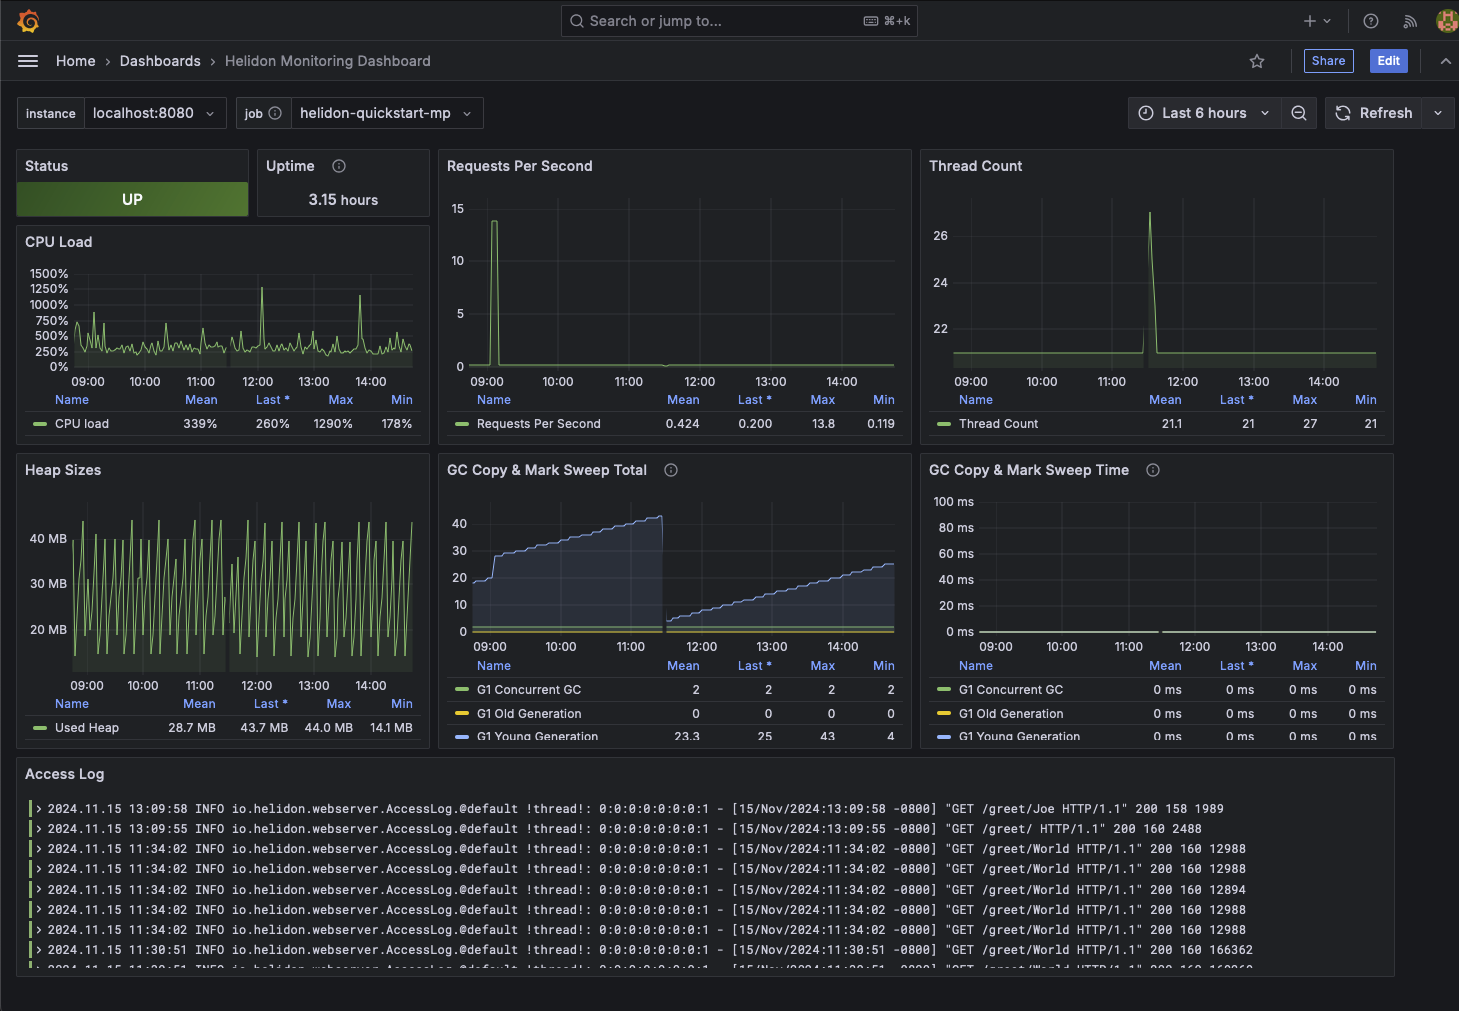 Search or jump to... ⌘+k
Home › Dashboards › Helidon Monitoring Dashboard
Share
Edit
instance localhost:8080
job helidon-quickstart-mp
Last 6 hours
Refresh
Status
UP
Uptime
3.15 hours
CPU Load
1500%
1250%
1000%
750%
500%
250%
0%
09:00 10:00 11:00 12:00 13:00 14:00
Name Mean Last * Max Min
CPU load 339% 260% 1290% 178%
Requests Per Second
15
10
5
0
09:00 10:00 11:00 12:00 13:00 14:00
Name Mean Last * Max Min
Requests Per Second 0.424 0.200 13.8 0.119
Thread Count
26
24
22
09:00 10:00 11:00 12:00 13:00 14:00
Name Mean Last * Max Min
Thread Count 21.1 21 27 21
Heap Sizes
40 MB
30 MB
20 MB
09:00 10:00 11:00 12:00 13:00 14:00
Name Mean Last * Max Min
Used Heap 28.7 MB 43.7 MB 44.0 MB 14.1 MB
GC Copy & Mark Sweep Total
40
30
20
10
0
09:00 10:00 11:00 12:00 13:00 14:00
Name Mean Last * Max Min
G1 Concurrent GC 2 2 2 2
G1 Old Generation 0 0 0 0
G1 Young Generation 23.3 25 43 4
GC Copy & Mark Sweep Time
100 ms
80 ms
60 ms
40 ms
20 ms
0 ms
09:00 10:00 11:00 12:00 13:00 14:00
Name Mean Last * Max Min
G1 Concurrent GC 0 ms 0 ms 0 ms 0 ms
G1 Old Generation 0 ms 0 ms 0 ms 0 ms
G1 Young Generation 0 ms 0 ms 0 ms 0 ms
Access Log
› 2024.11.15 13:09:58 INFO io.helidon.webserver.AccessLog.@default !thread!: 0:0:0:0:0:0:0:1 - [15/Nov/2024:13:09:58 -0800] "GET /greet/Joe HTTP/1.1" 200 158 1989
› 2024.11.15 13:09:55 INFO io.helidon.webserver.AccessLog.@default !thread!: 0:0:0:0:0:0:0:1 - [15/Nov/2024:13:09:55 -0800] "GET /greet/ HTTP/1.1" 200 160 2488
› 2024.11.15 11:34:02 INFO io.helidon.webserver.AccessLog.@default !thread!: 0:0:0:0:0:0:0:1 - [15/Nov/2024:11:34:02 -0800] "GET /greet/World HTTP/1.1" 200 160 12988
› 2024.11.15 11:34:02 INFO io.helidon.webserver.AccessLog.@default !thread!: 0:0:0:0:0:0:0:1 - [15/Nov/2024:11:34:02 -0800] "GET /greet/World HTTP/1.1" 200 160 12988
› 2024.11.15 11:34:02 INFO io.helidon.webserver.AccessLog.@default !thread!: 0:0:0:0:0:0:0:1 - [15/Nov/2024:11:34:02 -0800] "GET /greet/World HTTP/1.1" 200 160 12894
› 2024.11.15 11:34:02 INFO io.helidon.webserver.AccessLog.@default !thread!: 0:0:0:0:0:0:0:1 - [15/Nov/2024:11:34:02 -0800] "GET /greet/World HTTP/1.1" 200 160 12988
› 2024.11.15 11:34:02 INFO io.helidon.webserver.AccessLog.@default !thread!: 0:0:0:0:0:0:0:1 - [15/Nov/2024:11:34:02 -0800] "GET /greet/World HTTP/1.1" 200 160 12988
› 2024.11.15 11:30:51 INFO io.helidon.webserver.AccessLog.@default !thread!: 0:0:0:0:0:0:0:1 - [15/Nov/2024:11:30:51 -0800] "GET /greet/World HTTP/1.1" 200 160 166362